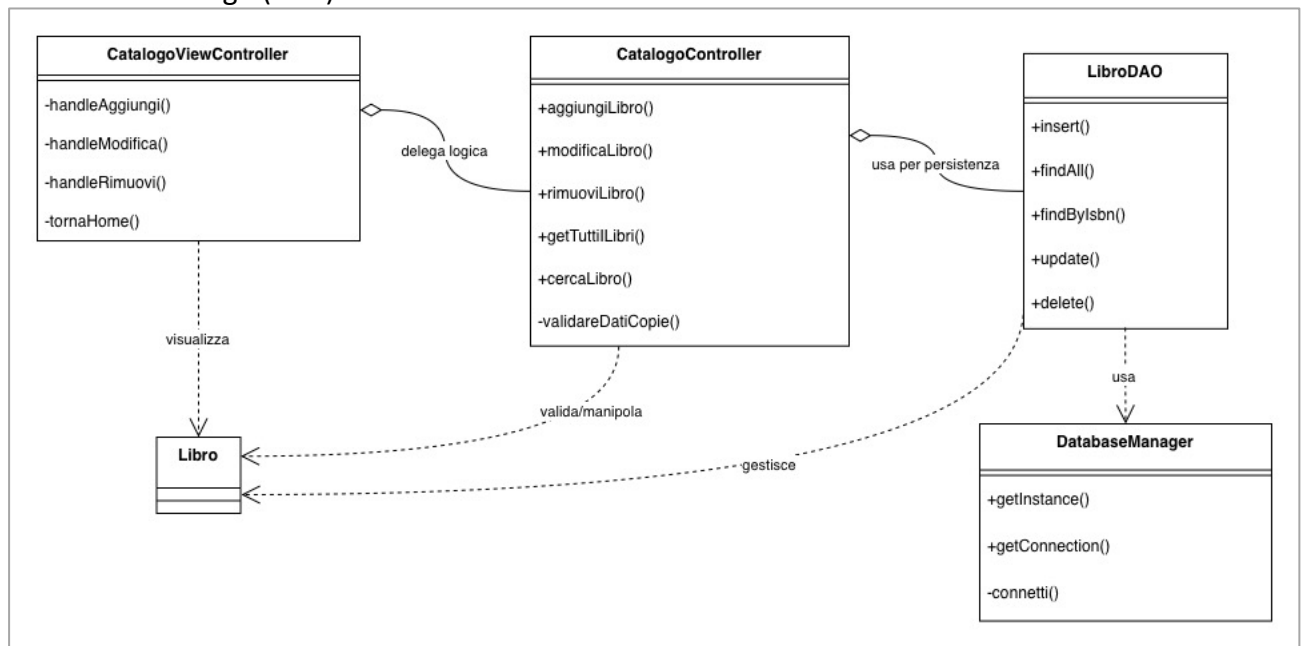 CatalogoViewController
-handleAggiungi()
-handleModifica()
-handleRimuovi()
-tornaHome()
delega logica
CatalogoController
+aggiungiLibro()
+modificaLibro()
+rimuoviLibro()
+getTuttiILibri()
+cercaLibro()
-validareDatiCopie()
usa per persistenza
LibroDAO
+insert()
+findAll()
+findByIsbn()
+update()
+delete()
visualizza
valida/manipola
gestisce
usa
Libro
DatabaseManager
+getInstance()
+getConnection()
-connetti()